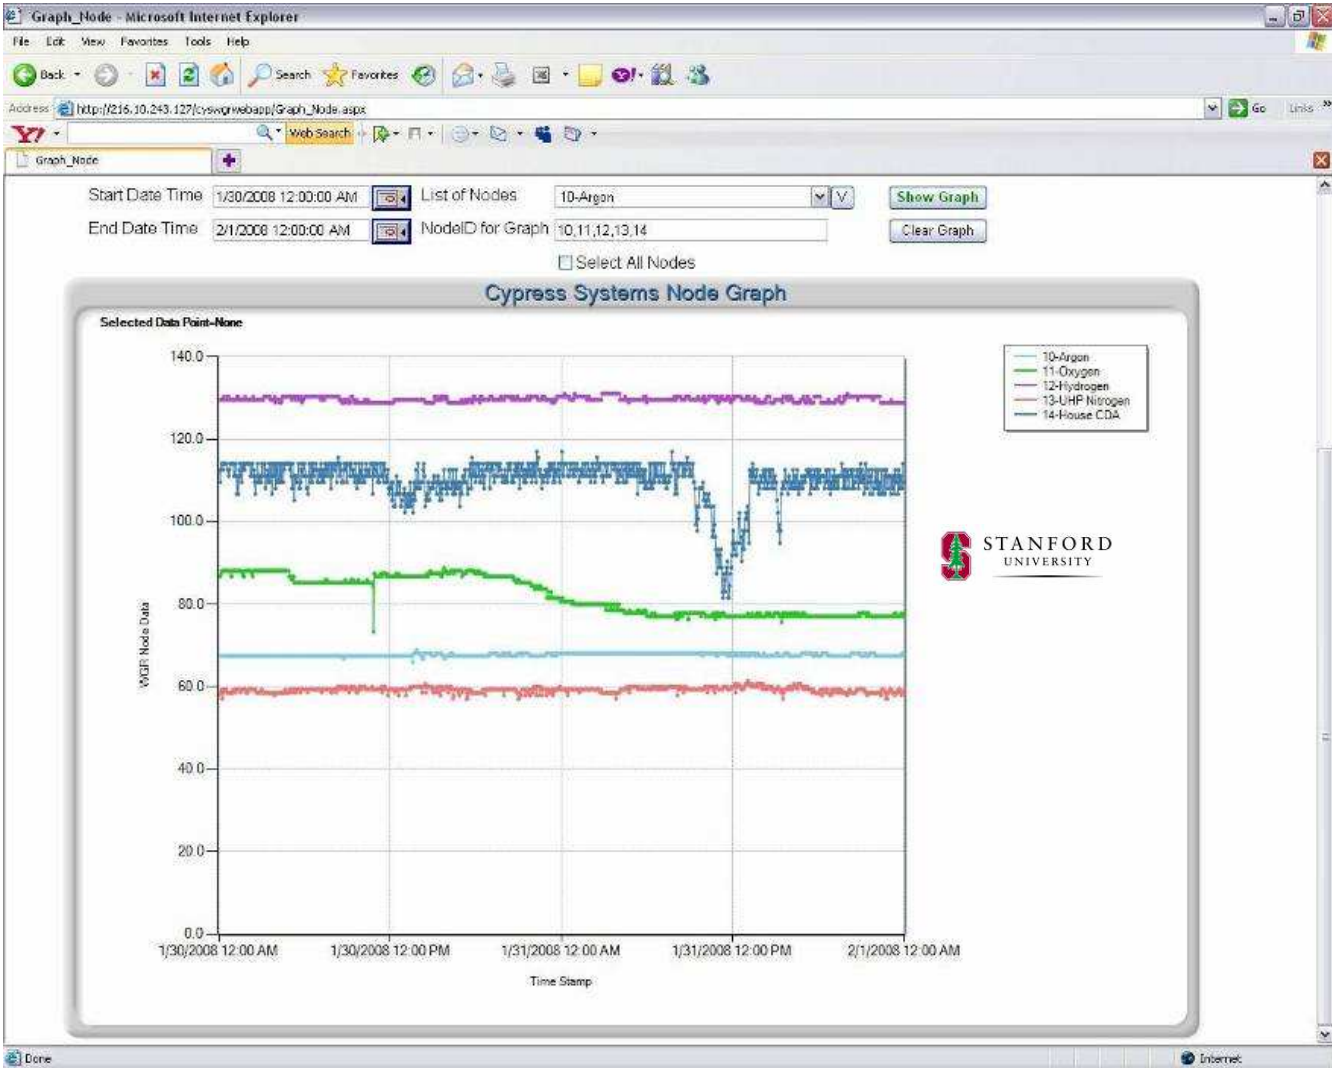 Graph_Node - Microsoft Internet Explorer
File Edit View Favorites Tools Help
Back Search Favorites
Address http://216.10.243.127/cyswgrwebapp/Graph_Node.aspx Go Links »
Y! Web Search
Graph_Node
Start Date Time 1/30/2008 12:00:00 AM List of Nodes 10-Argon V Show Graph
End Date Time 2/1/2008 12:00:00 AM NodeID for Graph 10,11,12,13,14 Clear Graph
Select All Nodes
Cypress Systems Node Graph
Selected Data Point=None
140.0
120.0
100.0
80.0
60.0
40.0
20.0
0.0
WGR Node Data
1/30/2008 12:00 AM 1/30/2008 12:00 PM 1/31/2008 12:00 AM 1/31/2008 12:00 PM 2/1/2008 12:00 AM
Time Stamp
10-Argon
11-Oxygen
12-Hydrogen
13-UHP Nitrogen
14-House CDA
STANFORD
UNIVERSITY
Done Internet